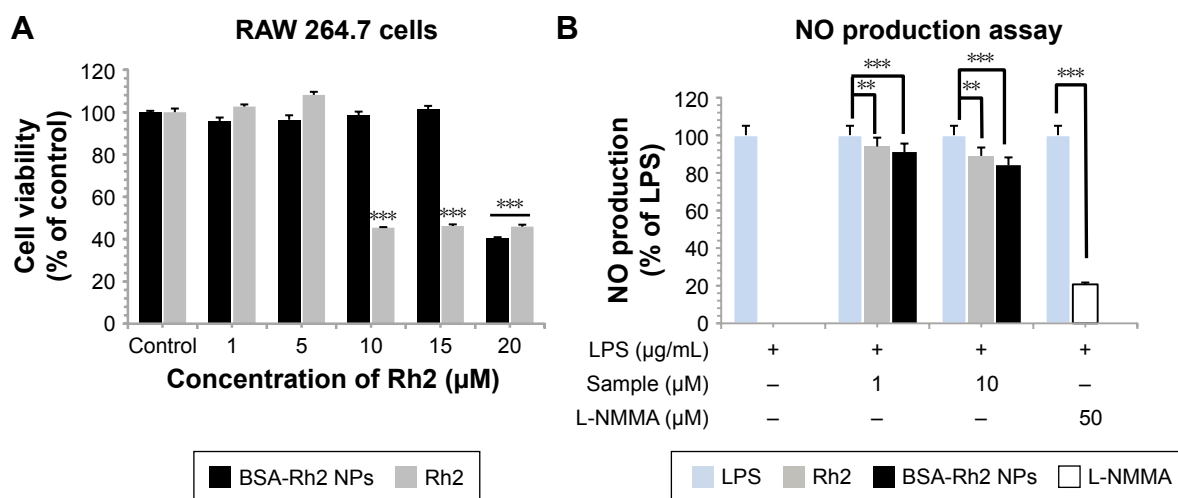 A
RAW 264.7 cells
Cell viability
(% of control)
120
100
80
60
40
20
0
***
***
***
Control 1 5 10 15 20
Concentration of Rh2 (µM)
BSA-Rh2 NPs Rh2
B
NO production assay
NO production
(% of LPS)
120
100
80
60
40
20
0
***
**
***
**
***
LPS (µg/mL) + + + +
Sample (µM) – 1 10 –
L-NMMA (µM) – – – 50
LPS Rh2 BSA-Rh2 NPs L-NMMA